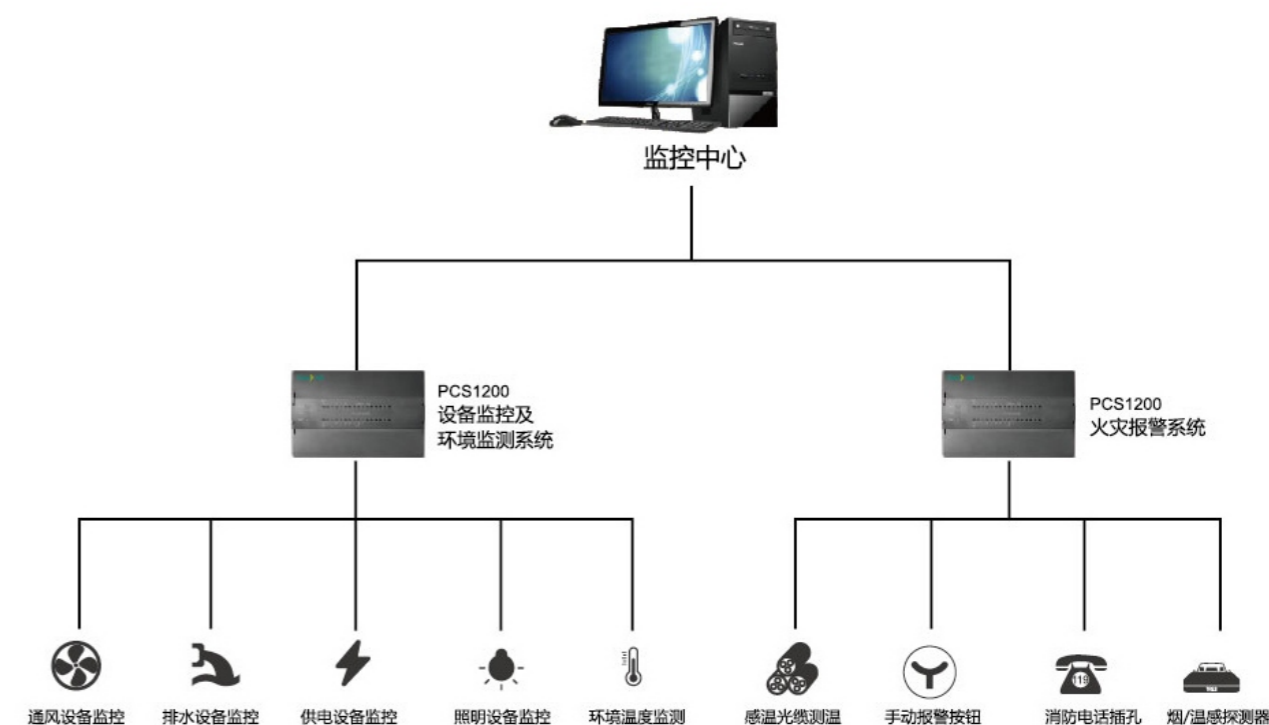 监控中心
PCS1200
设备监控及
环境监测系统
PCS1200
火灾报警系统
119
通风设备监控
排水设备监控
供电设备监控
照明设备监控
环境温度监测
感温光缆测温
手动报警按钮
消防电话插孔
烟/温感探测器